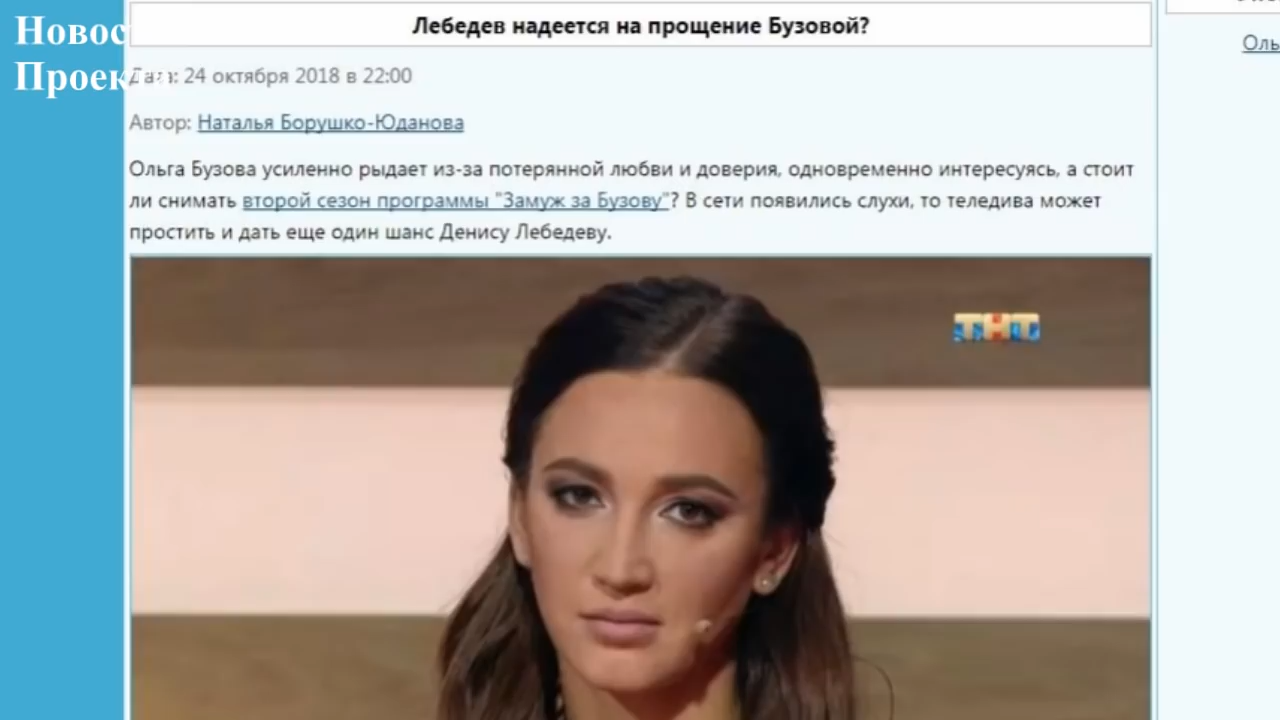 Новос
Проек
Лебедев надеется на прощение Бузовой?
Дата: 24 октября 2018 в 22:00
Автор: Наталья Борушко-Юданова
Ольга Бузова усиленно рыдает из-за потерянной любви и доверия, одновременно интересуясь, а стоит
ли снимать второй сезон программы "Замуж за Бузову"? В сети появились слухи, то теледива может
простить и дать еще один шанс Денису Лебедеву.
ТНТ
Оль